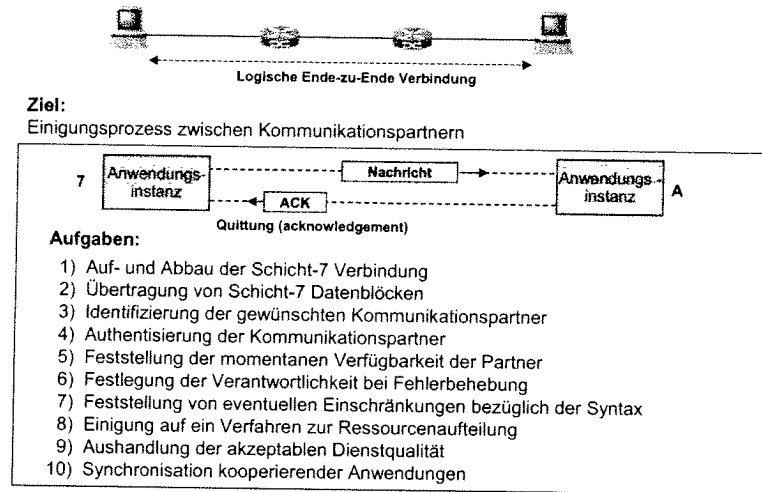 Logische Ende-zu-Ende Verbindung
Ziel:
Einigungsprozess zwischen Kommunikationspartnern
7
Anwendungs-
instanz
Nachricht
ACK
Anwendungs-
instanz
A
Quittung (acknowledgement)
Aufgaben:
1) Auf- und Abbau der Schicht-7 Verbindung
2) Übertragung von Schicht-7 Datenblöcken
3) Identifizierung der gewünschten Kommunikationspartner
4) Authentisierung der Kommunikationspartner
5) Feststellung der momentanen Verfügbarkeit der Partner
6) Festlegung der Verantwortlichkeit bei Fehlerbehebung
7) Feststellung von eventuellen Einschränkungen bezüglich der Syntax
8) Einigung auf ein Verfahren zur Ressourcenaufteilung
9) Aushandlung der akzeptablen Dienstqualität
10) Synchronisation kooperierender Anwendungen